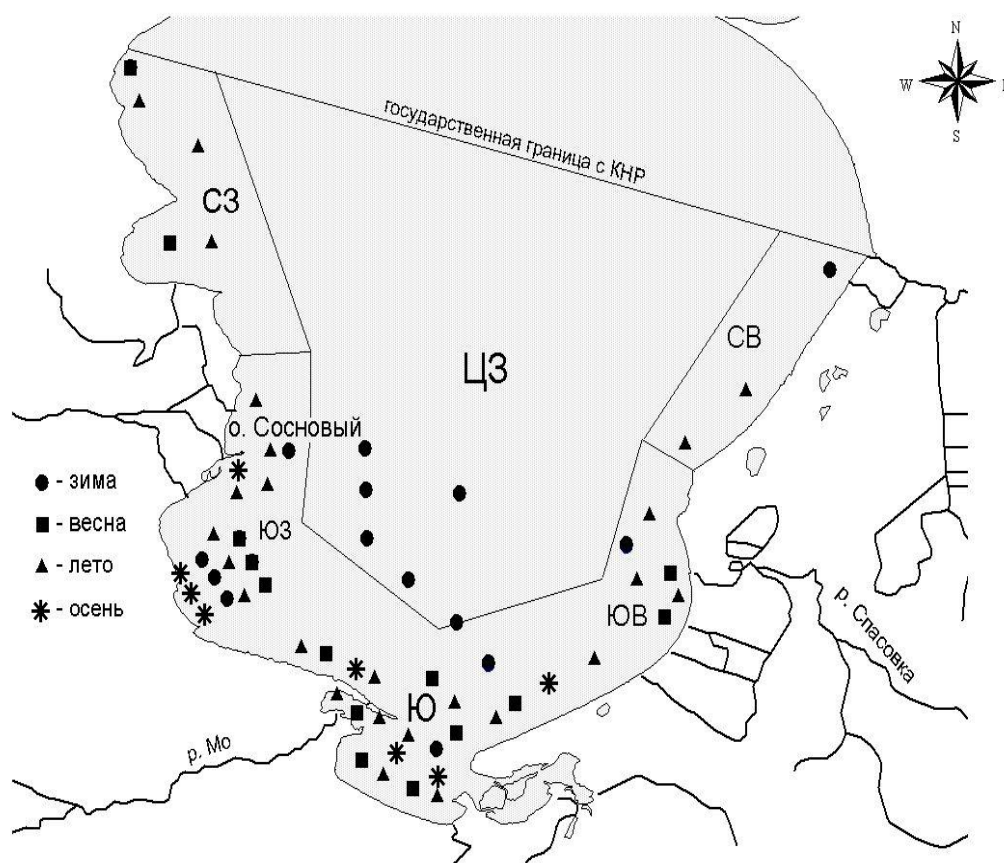 N
W
S
государственная граница с КНР
СЗ
СВ
ЦЗ
о. Сосновый
- зима
- весна
- лето
- осень
ЮЗ
ЮВ
р. Спасовка
Ю
р. Мо